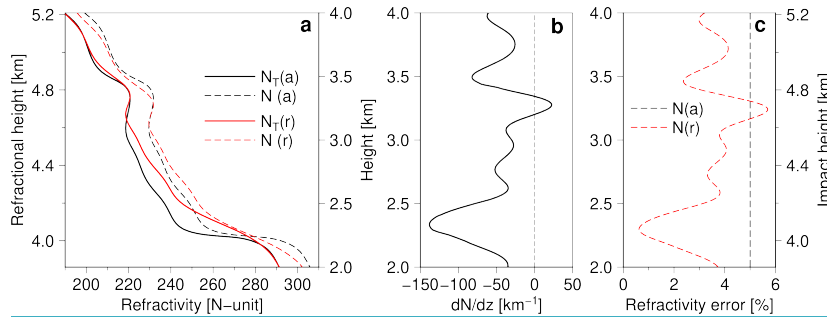 a
5.2
4.8
4.4
4.0
Refractional height [km]
4.0
3.5
3.0
2.5
2.0
Height [km]
200 220 240 260 280 300
Refractivity [N−unit]
N_T(a)
N (a)
N_T(r)
N (r)
b
4.0
3.5
3.0
2.5
2.0
−150 −100 −50 0 50
dN/dz [km⁻¹]
c
4.0
3.5
3.0
2.5
2.0
N(a)
N(r)
5.2
4.8
4.4
4.0
Impact height [km]
0 2 4 6
Refractivity error [%]